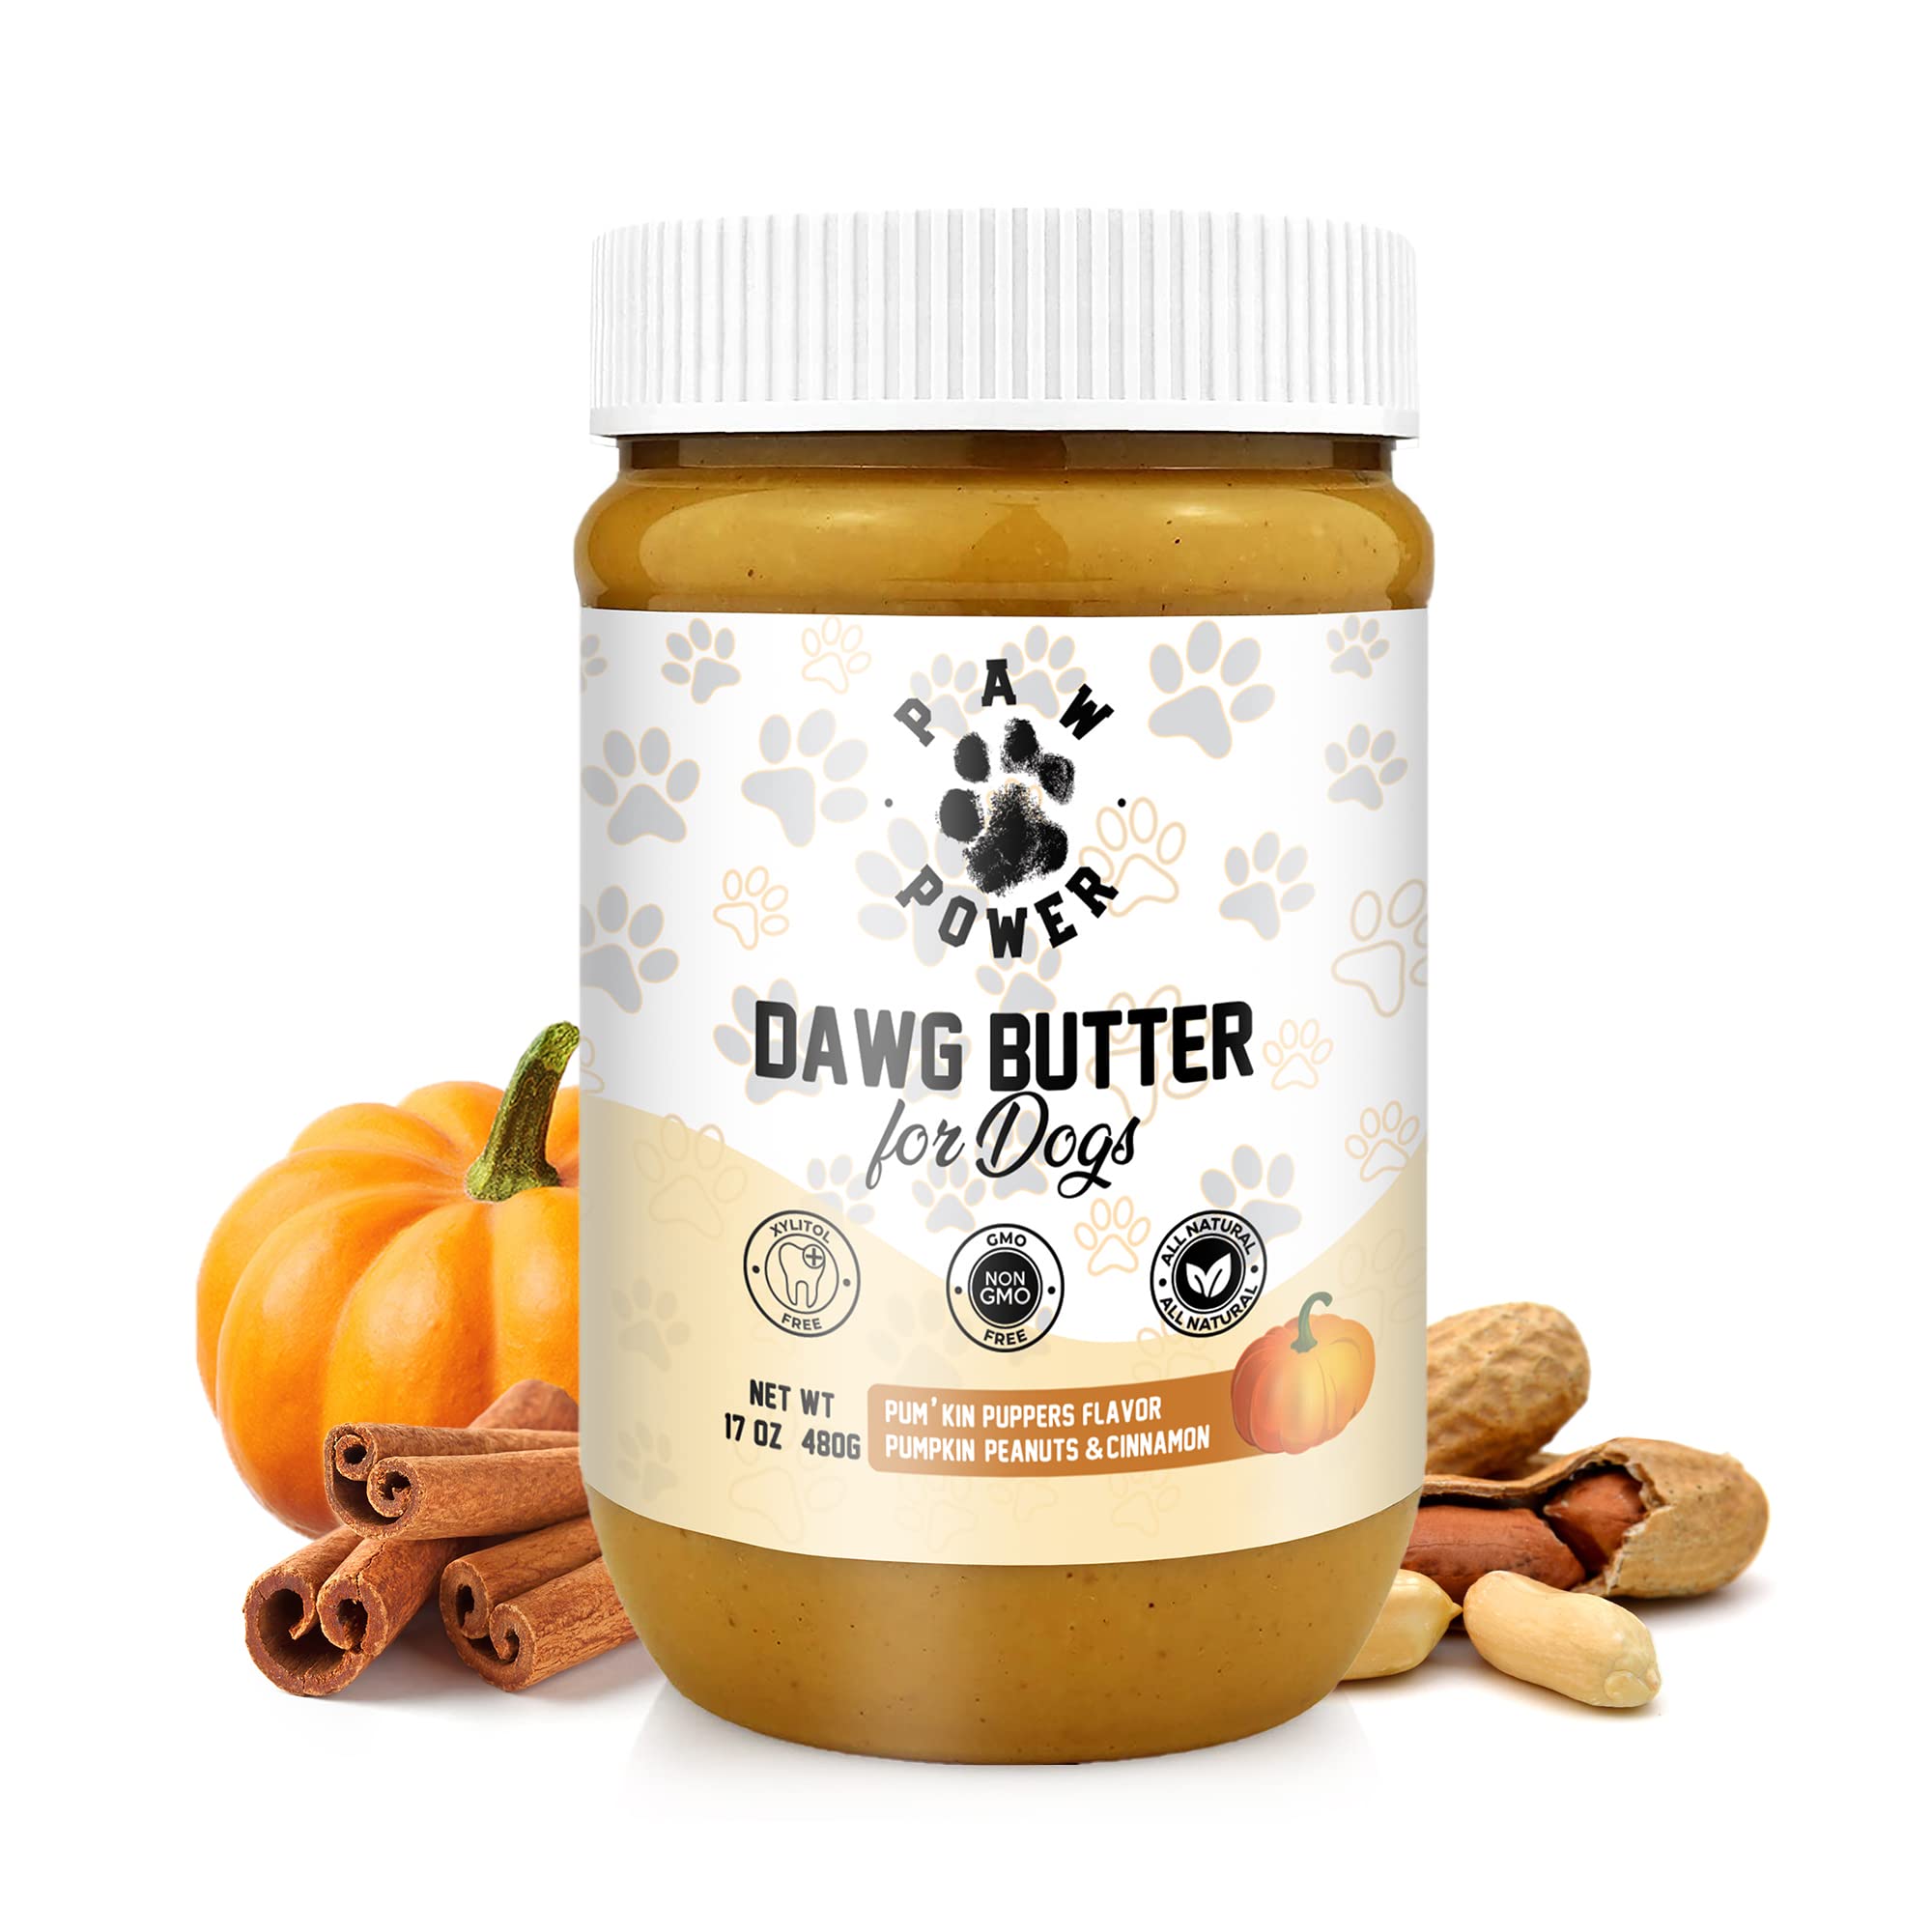 PAW
POWER
DAWG BUTTER
for Dogs
XYLITOL
FREE
GMO
NON
GMO
FREE
ALL NATURAL
ALL NATURAL
NET WT
17 OZ 480G
PUM'KIN PUPPERS FLAVOR
PUMPKIN PEANUTS & CINNAMON